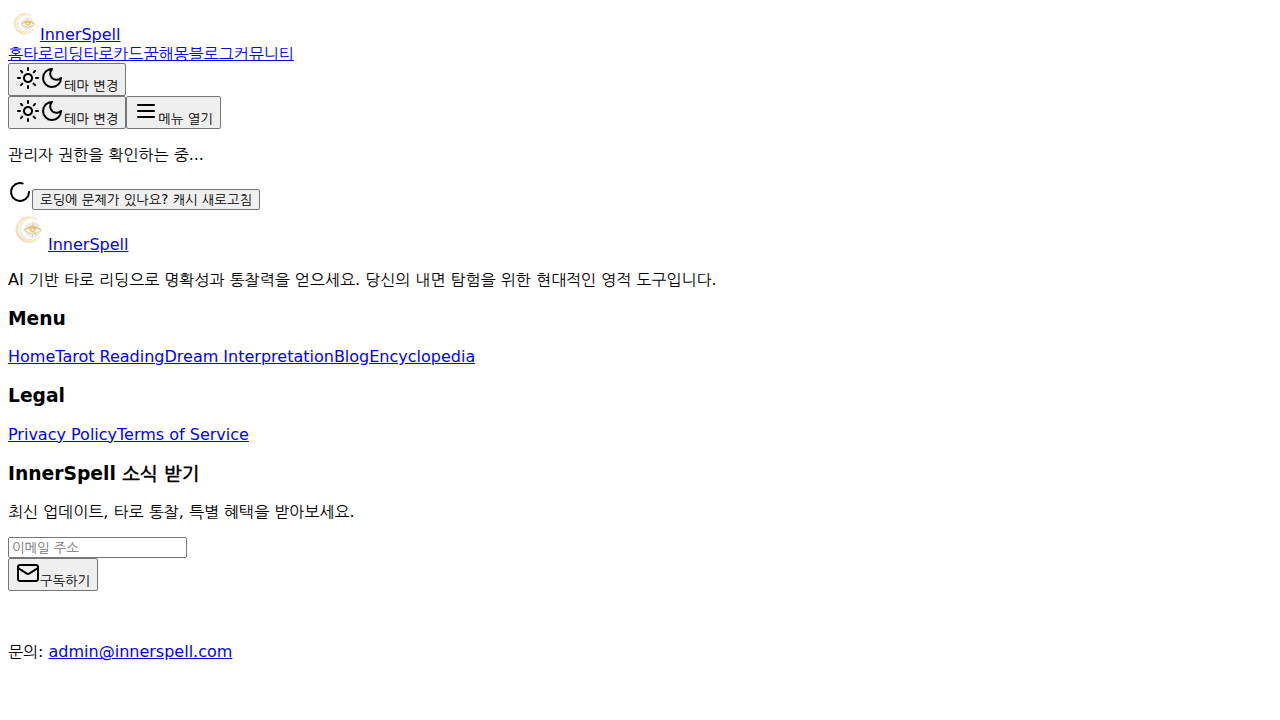 InnerSpell
홈타로리딩타로카드꿈해몽블로그커뮤니티
테마 변경
테마 변경 메뉴 열기
관리자 권한을 확인하는 중...
로딩에 문제가 있나요? 캐시 새로고침
InnerSpell
AI 기반 타로 리딩으로 명확성과 통찰력을 얻으세요. 당신의 내면 탐험을 위한 현대적인 영적 도구입니다.
Menu
HomeTarot ReadingDream InterpretationBlogEncyclopedia
Legal
Privacy PolicyTerms of Service
InnerSpell 소식 받기
최신 업데이트, 타로 통찰, 특별 혜택을 받아보세요.
이메일 주소
구독하기
문의: admin@innerspell.com